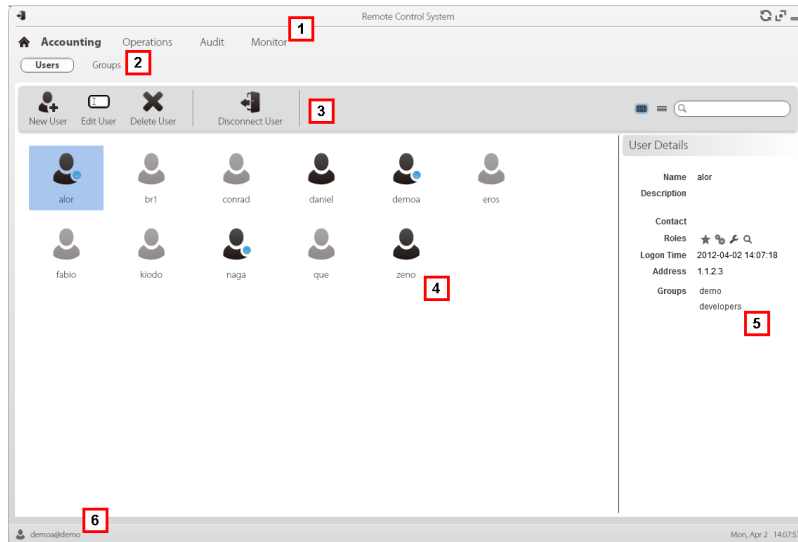 Remote Control System
1
Accounting Operations Audit Monitor
Users Groups
2
New User Edit User Delete User Disconnect User
3
User Details
Name alor
Description
Contact
Roles
Logon Time 2012-04-02 14:07:18
Address 1.1.2.3
Groups demo
developers
5
alor br1 conrad daniel demoa eros
fabio kiodo naga que zeno
4
6
demoa@demo
Mon, Apr 2 14:07:5